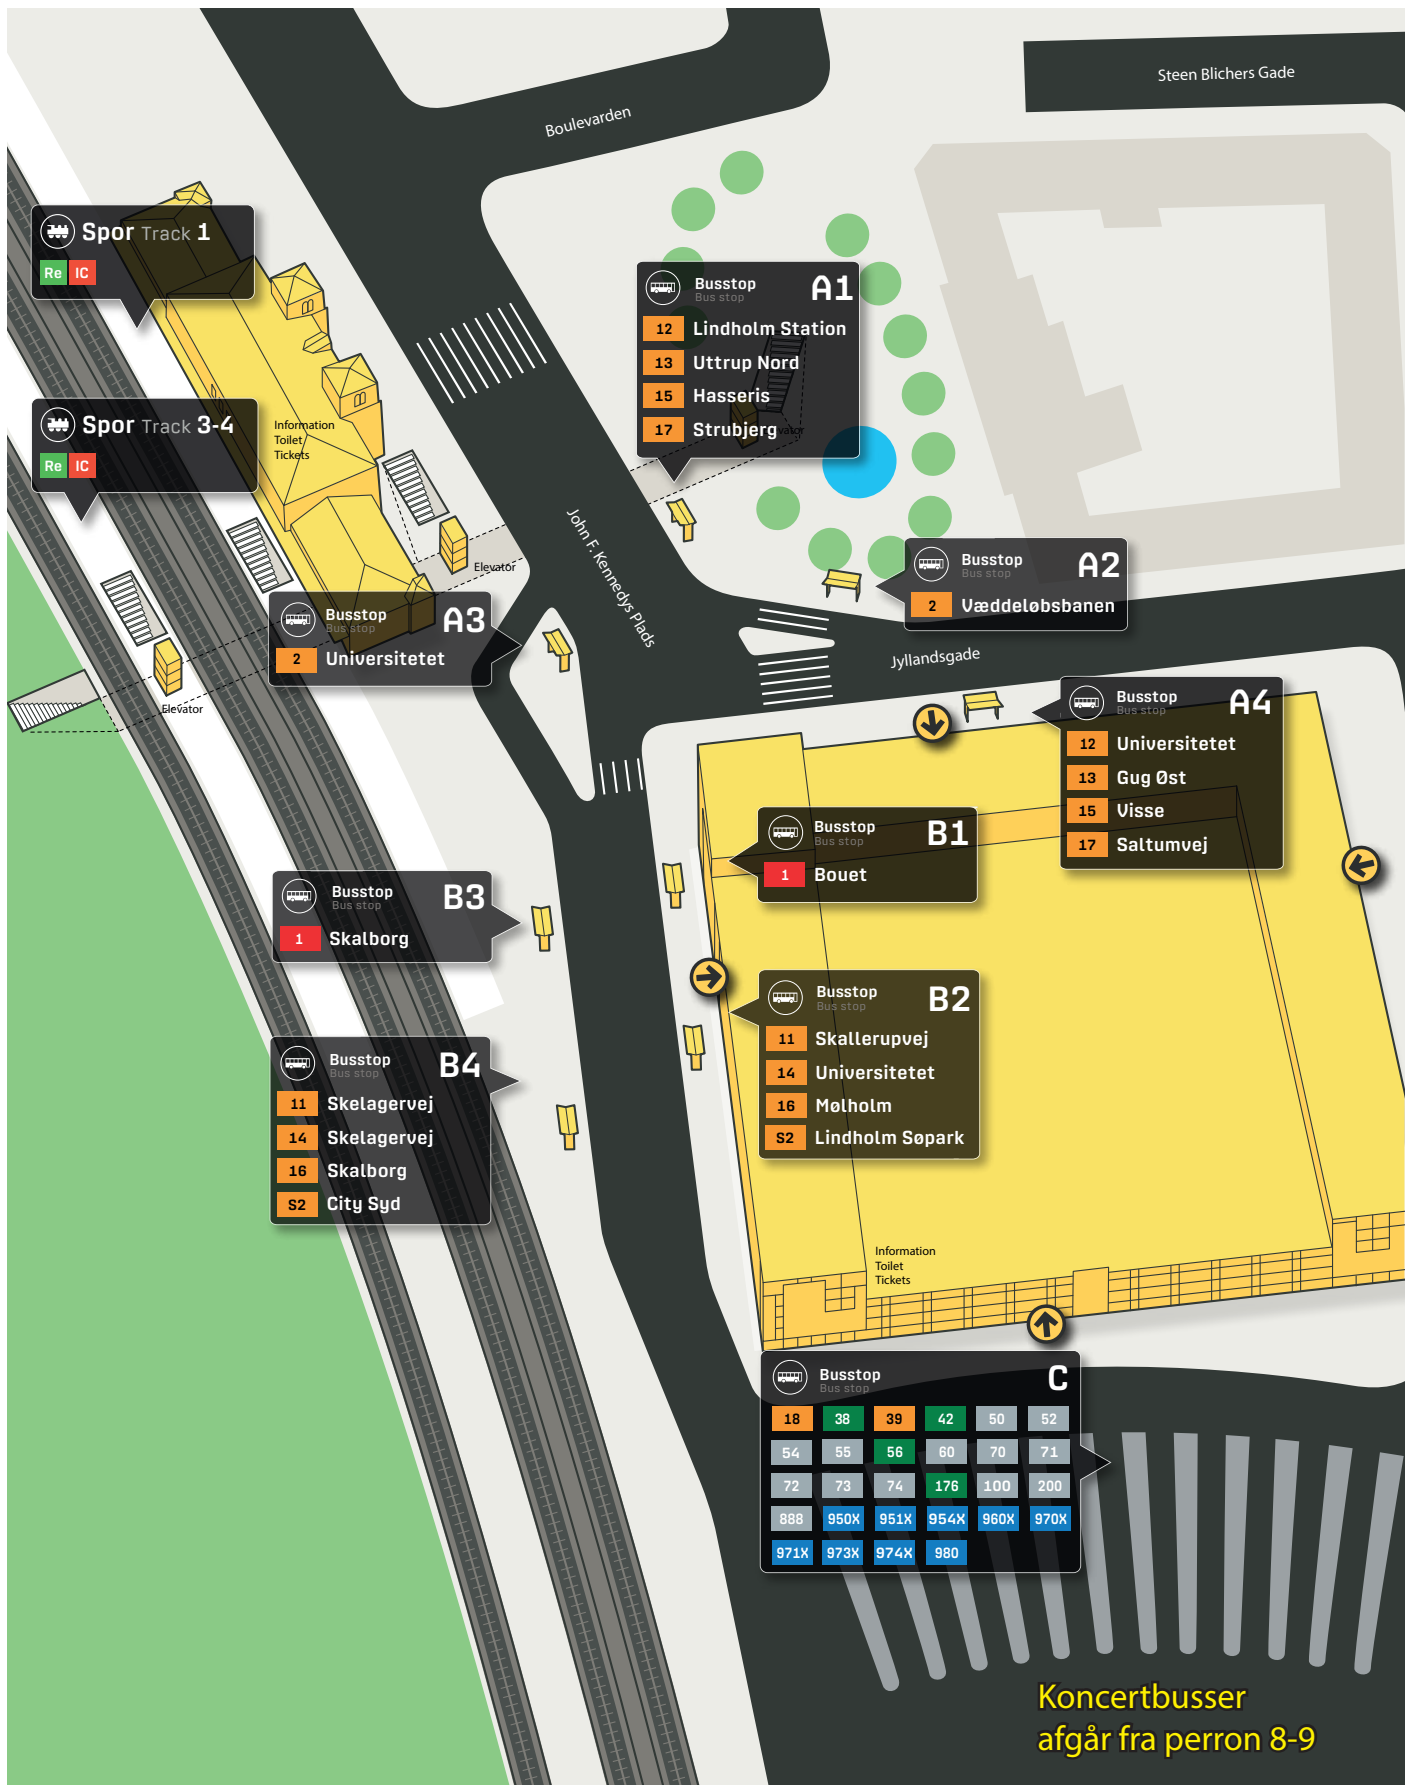 Steen Blichers Gade
Boulevarden
Spor Track 1
Re IC
Busstop
Bus stop
A1
12 Lindholm Station
13 Uttrup Nord
15 Hasseris
17 Strubjerg
Spor Track 3-4
Re IC
Information
Toilet
Tickets
John F. Kennedys Plads
Elevator
Busstop
Bus stop
A2
2 Væddeløbsbanen
Busstop
Bus stop
A3
2 Universitetet
Jyllandsgade
Elevator
Busstop
Bus stop
A4
12 Universitetet
13 Gug Øst
15 Visse
17 Saltumvej
Busstop
Bus stop
B1
1 Bouet
Busstop
Bus stop
B3
1 Skalborg
Busstop
Bus stop
B2
11 Skallerupvej
14 Universitetet
16 Mølholm
S2 Lindholm Søpark
Busstop
Bus stop
B4
11 Skelagervej
14 Skelagervej
16 Skalborg
S2 City Syd
Information
Toilet
Tickets
Busstop
Bus stop
C
18 38 39 42 50 52
54 55 56 60 70 71
72 73 74 176 100 200
888 950X 951X 954X 960X 970X
971X 973X 974X 980
Koncertbusser
afgår fra perron 8-9